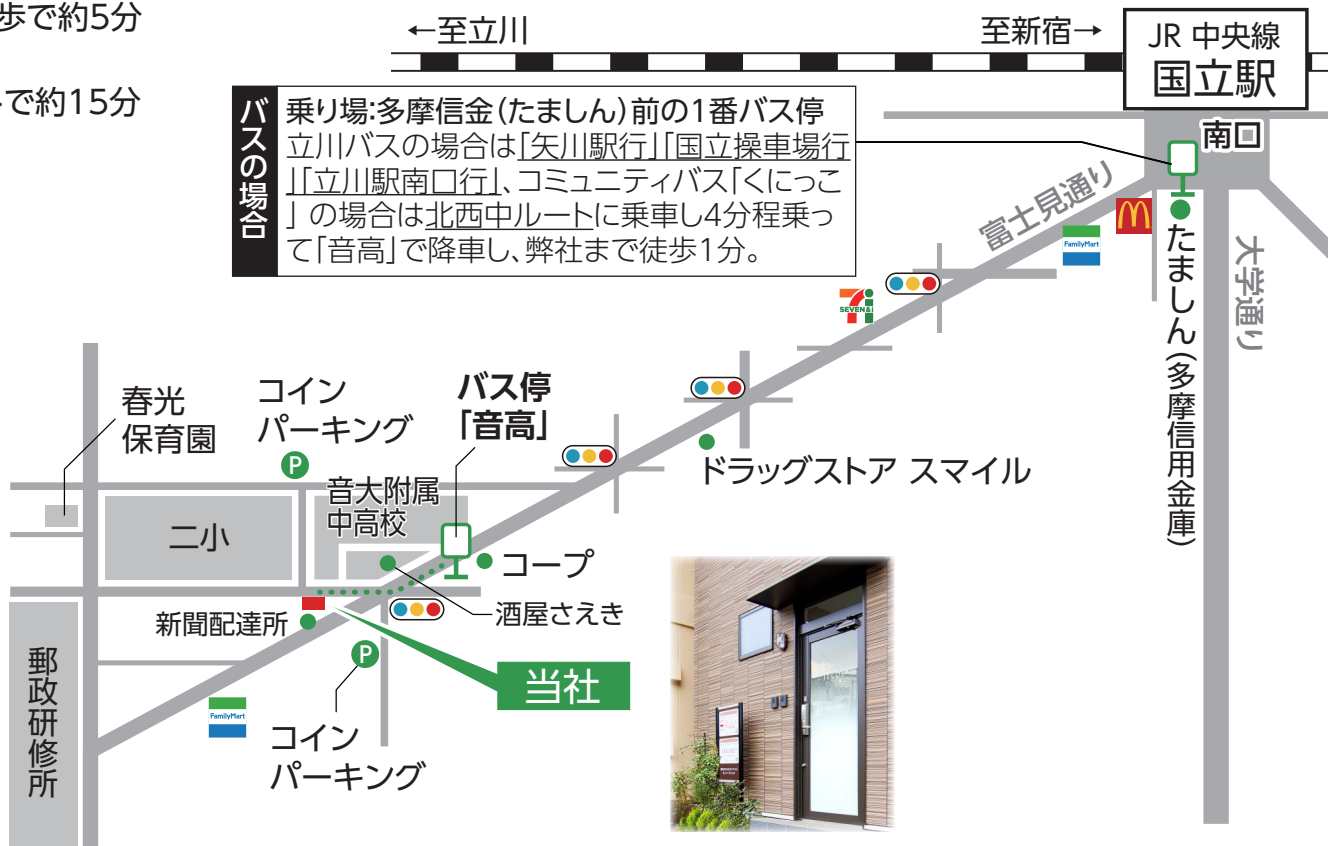 歩で約5分
で約15分
←至立川
至新宿→
JR 中央線
国立駅
南口
バスの場合
乗り場:多摩信金(たましん)前の1番バス停
立川バスの場合は「矢川駅行」「国立操車場行
」「立川駅南口行」、コミュニティバス「くにっこ
」の場合は北西中ルートに乗車し4分程乗っ
て「音高」で降車し、弊社まで徒歩1分。
富士見通り
FamilyMart
たましん(多摩信用金庫)
大学通り
SEVEN&i
春光
保育園
コイン
パーキング
P
バス停
「音高」
ドラッグストア スマイル
音大附属
中高校
二小
コープ
酒屋さえき
新聞配達所
P
当社
郵政研修所
FamilyMart
コイン
パーキング